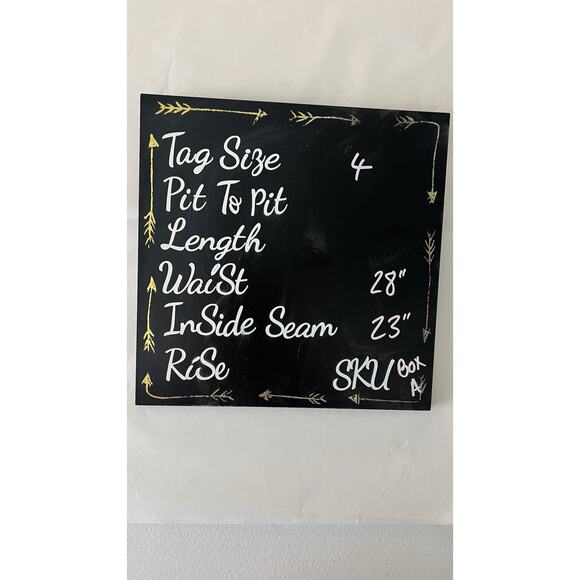 Tag Size 4
Pit To Pit
Length
Waist 28"
Inside Seam 23"
Rise SKU Box A